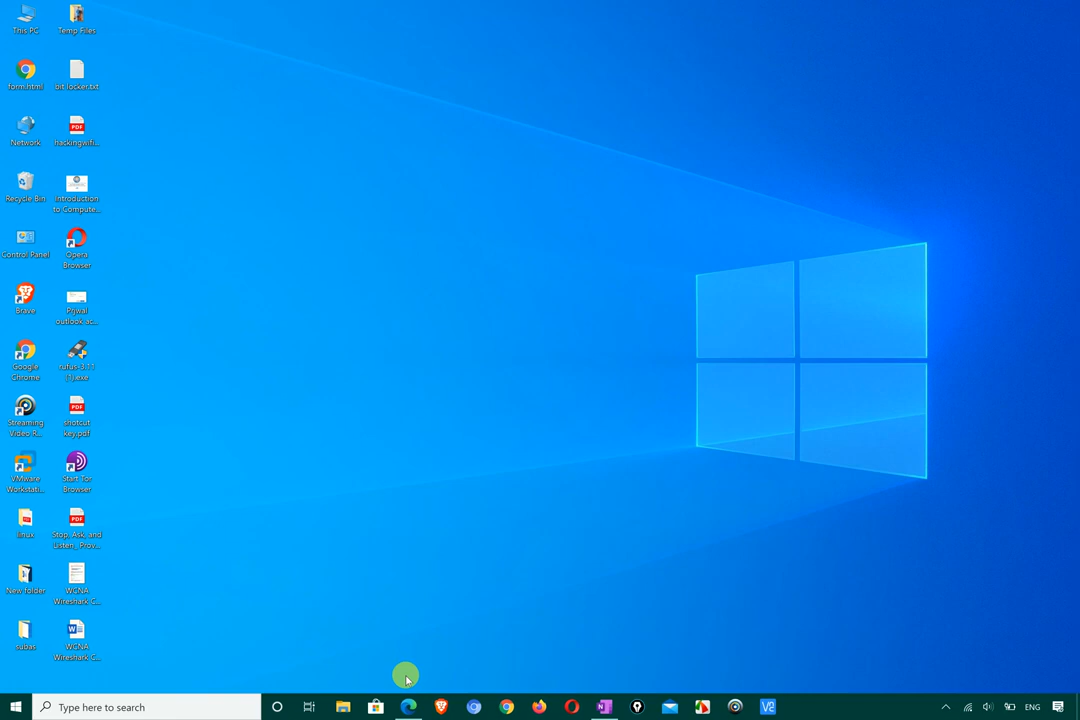 This PC
Temp Files
form.html
bit locker.txt
Network
hackingwifi...
Recycle Bin
Introduction
to Compute...
Control Panel
Opera
Browser
Brave
outlook ac...
Google
Chrome
rufus-3.11
(1).exe
Streaming
Video R...
shotcut
key.pdf
VMware
Workstati...
Start Tor
Browser
linux
Stop, Ask, and
Listen_ Prov...
New folder
WCNA
Wireshark C...
subas
WCNA
Wireshark C...
Type here to search
ENG